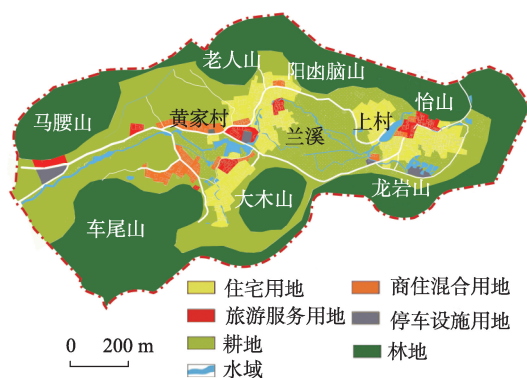 老人山
阳凼脑山
怡山
马腰山
黄家村
兰溪
上村
大木山
龙岩山
车尾山
住宅用地
商住混合用地
旅游服务用地
停车设施用地
耕地
林地
水域
0 200 m